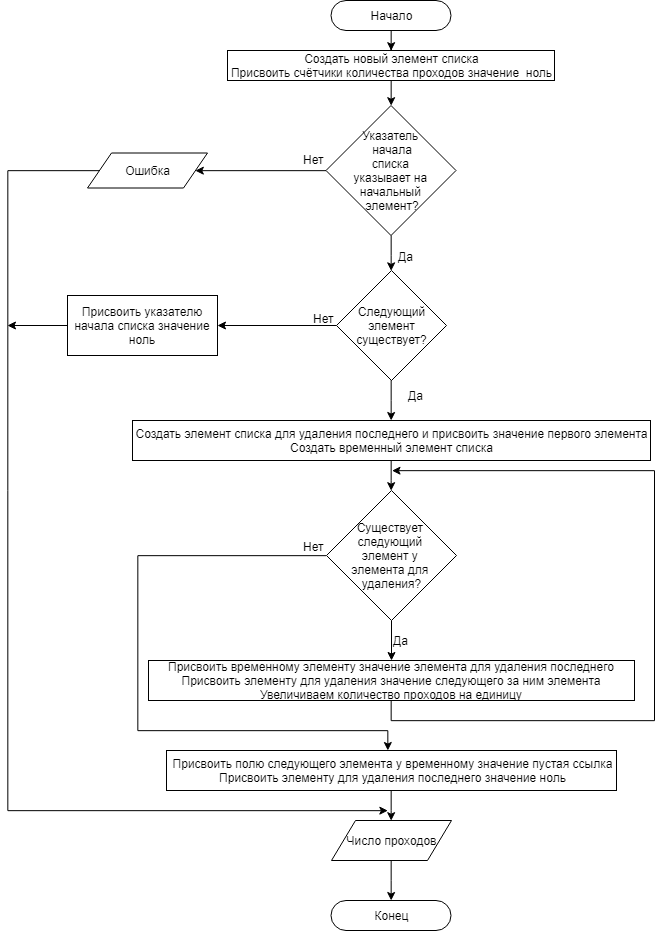 Начало
Создать новый элемент списка
Присвоить счётчики количества проходов значение  ноль
Указатель
начала
списка
указывает на
начальный
элемент?
Нет
Ошибка
Да
Следующий
элемент
существует?
Нет
Присвоить указателю
начала списка значение
ноль
Да
Создать элемент списка для удаления последнего и присвоить значение первого элемента
Создать временный элемент списка
Существует
следующий
элемент у
элемента для
удаления?
Нет
Да
Присвоить временному элементу значение элемента для удаления последнего
Присвоить элементу для удаления значение следующего за ним элемента
Увеличиваем количество проходов на единицу
Присвоить полю следующего элемента у временному значение пустая ссылка
Присвоить элементу для удаления последнего значение ноль
Число проходов
Конец